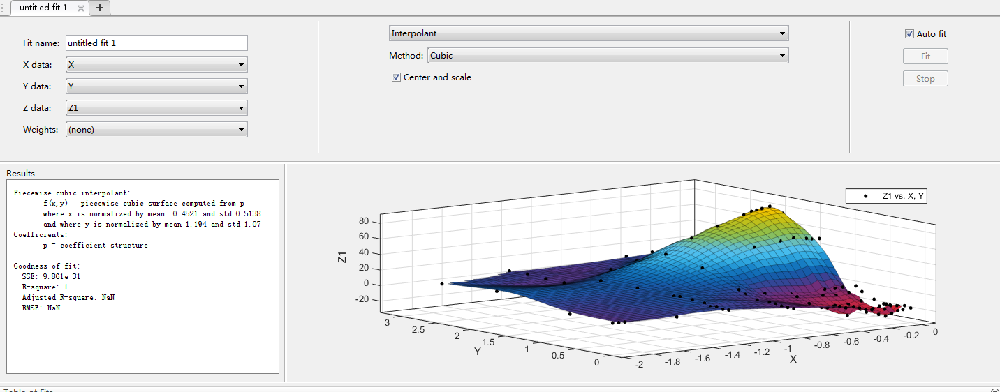 untitled fit 1
Fit name: untitled fit 1
X data: X
Y data: Y
Z data: Z1
Weights: (none)
Interpolant
Method: Cubic
Center and scale
Auto fit
Fit
Stop
Results
Piecewise cubic interpolant:
f(x,y) = piecewise cubic surface computed from p
where x is normalized by mean -0.4521 and std 0.5138
and where y is normalized by mean 1.194 and std 1.07
Coefficients:
p = coefficient structure
Goodness of fit:
SSE: 9.861e-31
R-square: 1
Adjusted R-square: NaN
RMSE: NaN
Z1 vs. X, Y
80
60
40
20
0
-20
Z1
3
2.5
2
1.5
1
0.5
0
Y
-2
-1.8
-1.6
-1.4
-1.2
-1
-0.8
-0.6
-0.4
-0.2
0
X
Table of Fits